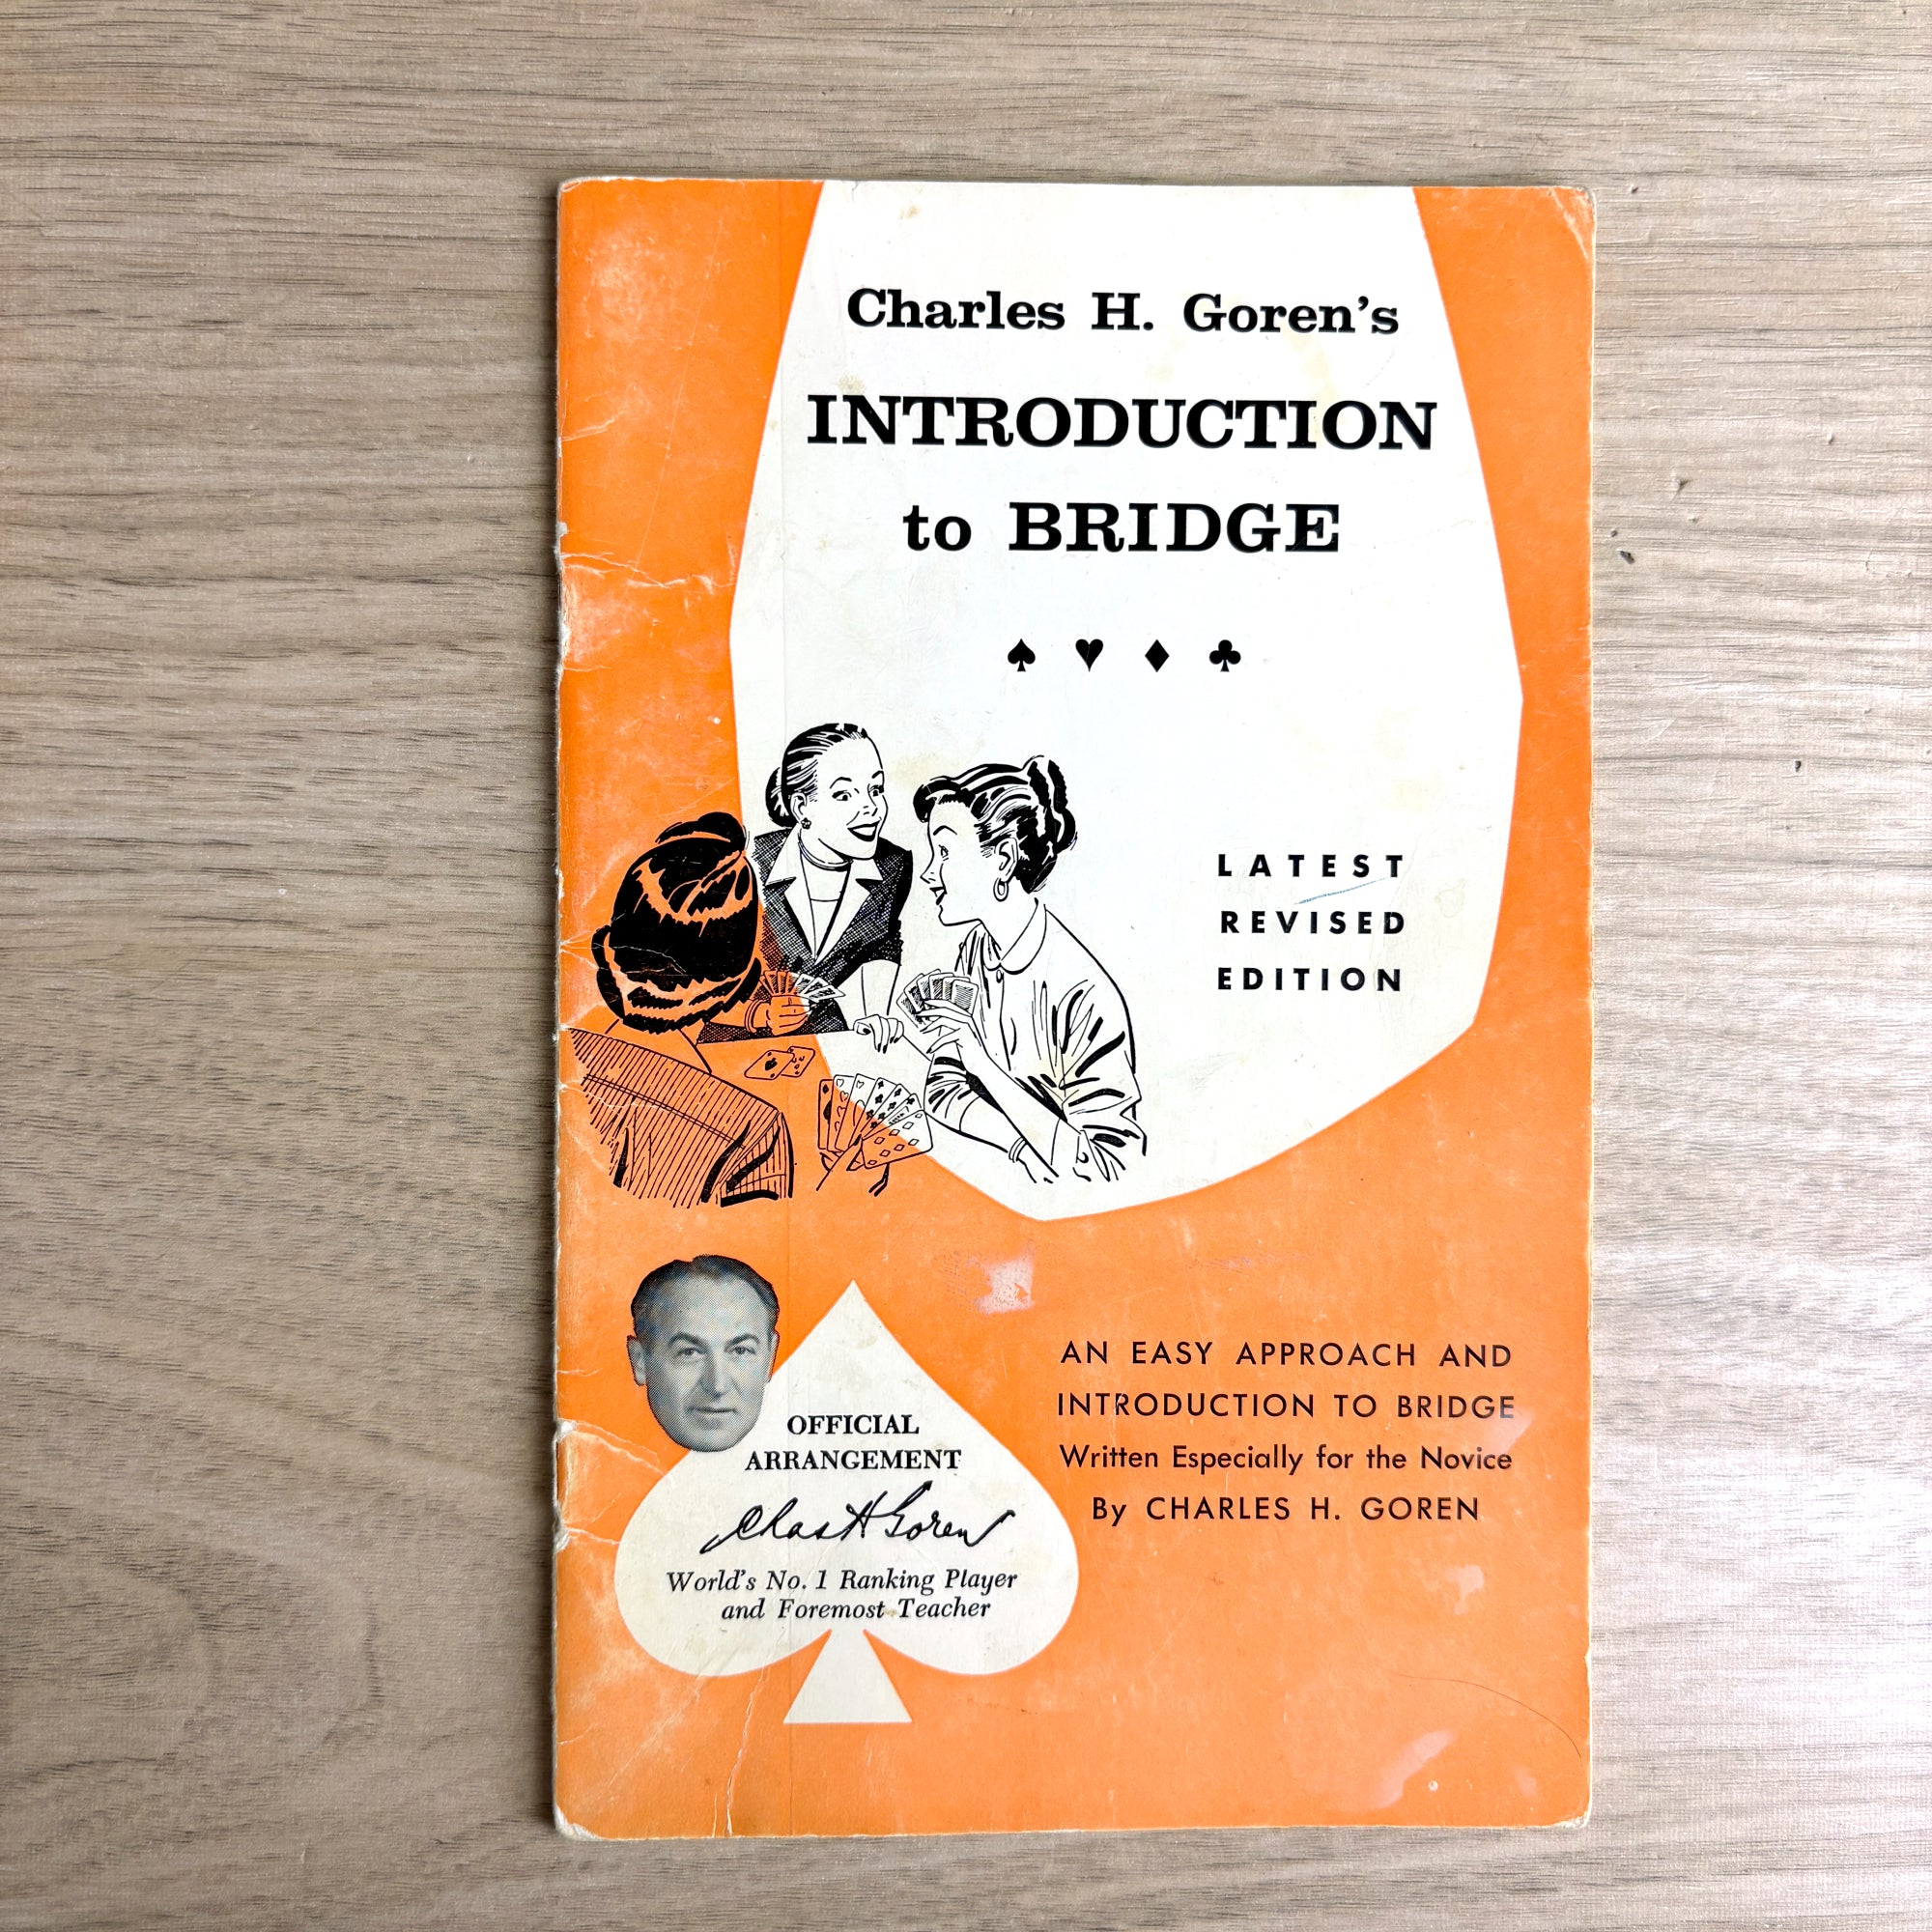 Charles H. Goren's
INTRODUCTION
to BRIDGE
♠ ♥ ♦ ♣
LATEST
REVISED
EDITION
OFFICIAL
ARRANGEMENT
Chas H Goren
World's No. 1 Ranking Player
and Foremost Teacher
AN EASY APPROACH AND
INTRODUCTION TO BRIDGE
Written Especially for the Novice
By CHARLES H. GOREN